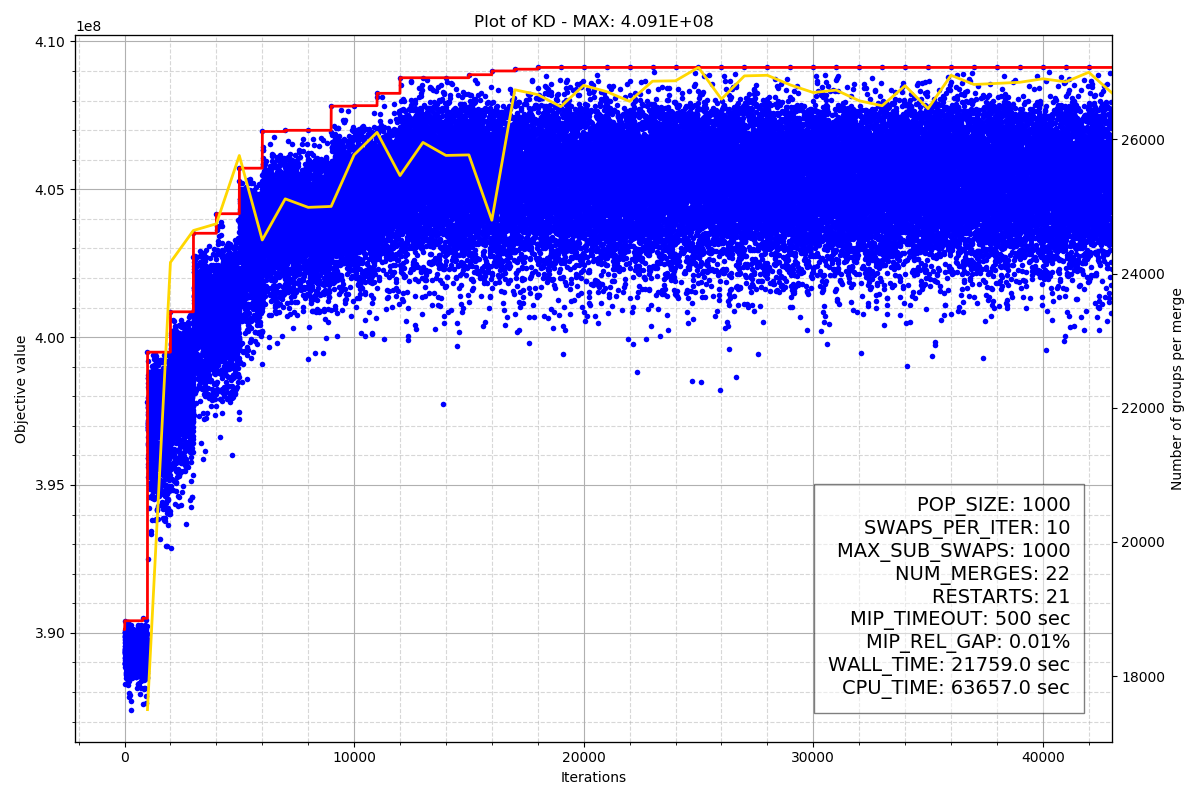 Plot of KD - MAX: 4.091E+08
1e8
4.10
4.05
4.00
3.95
3.90
Objective value
26000
24000
22000
20000
18000
Number of groups per merge
POP_SIZE: 1000
SWAPS_PER_ITER: 10
MAX_SUB_SWAPS: 1000
NUM_MERGES: 22
RESTARTS: 21
MIP_TIMEOUT: 500 sec
MIP_REL_GAP: 0.01%
WALL_TIME: 21759.0 sec
CPU_TIME: 63657.0 sec
0 10000 20000 30000 40000
Iterations